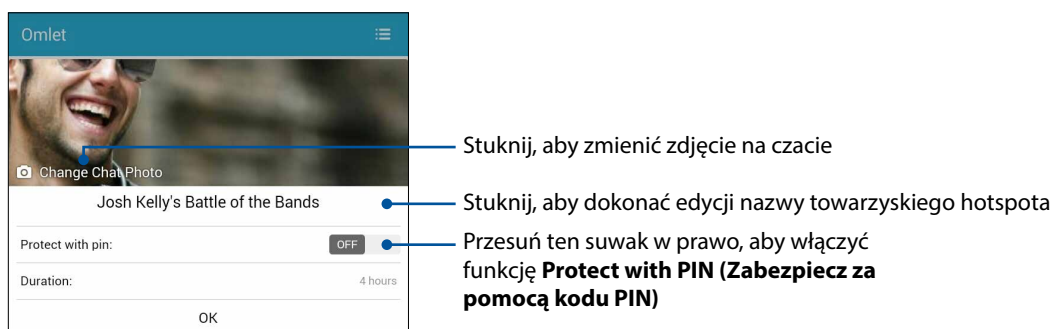 Omlet
Change Chat Photo
Stuknij, aby zmienić zdjęcie na czacie
Josh Kelly's Battle of the Bands
Stuknij, aby dokonać edycji nazwy towarzyskiego hotspota
Protect with pin:
OFF
Przesuń ten suwak w prawo, aby włączyć
funkcję Protect with PIN (Zabezpiecz za
pomocą kodu PIN)
Duration:
4 hours
OK